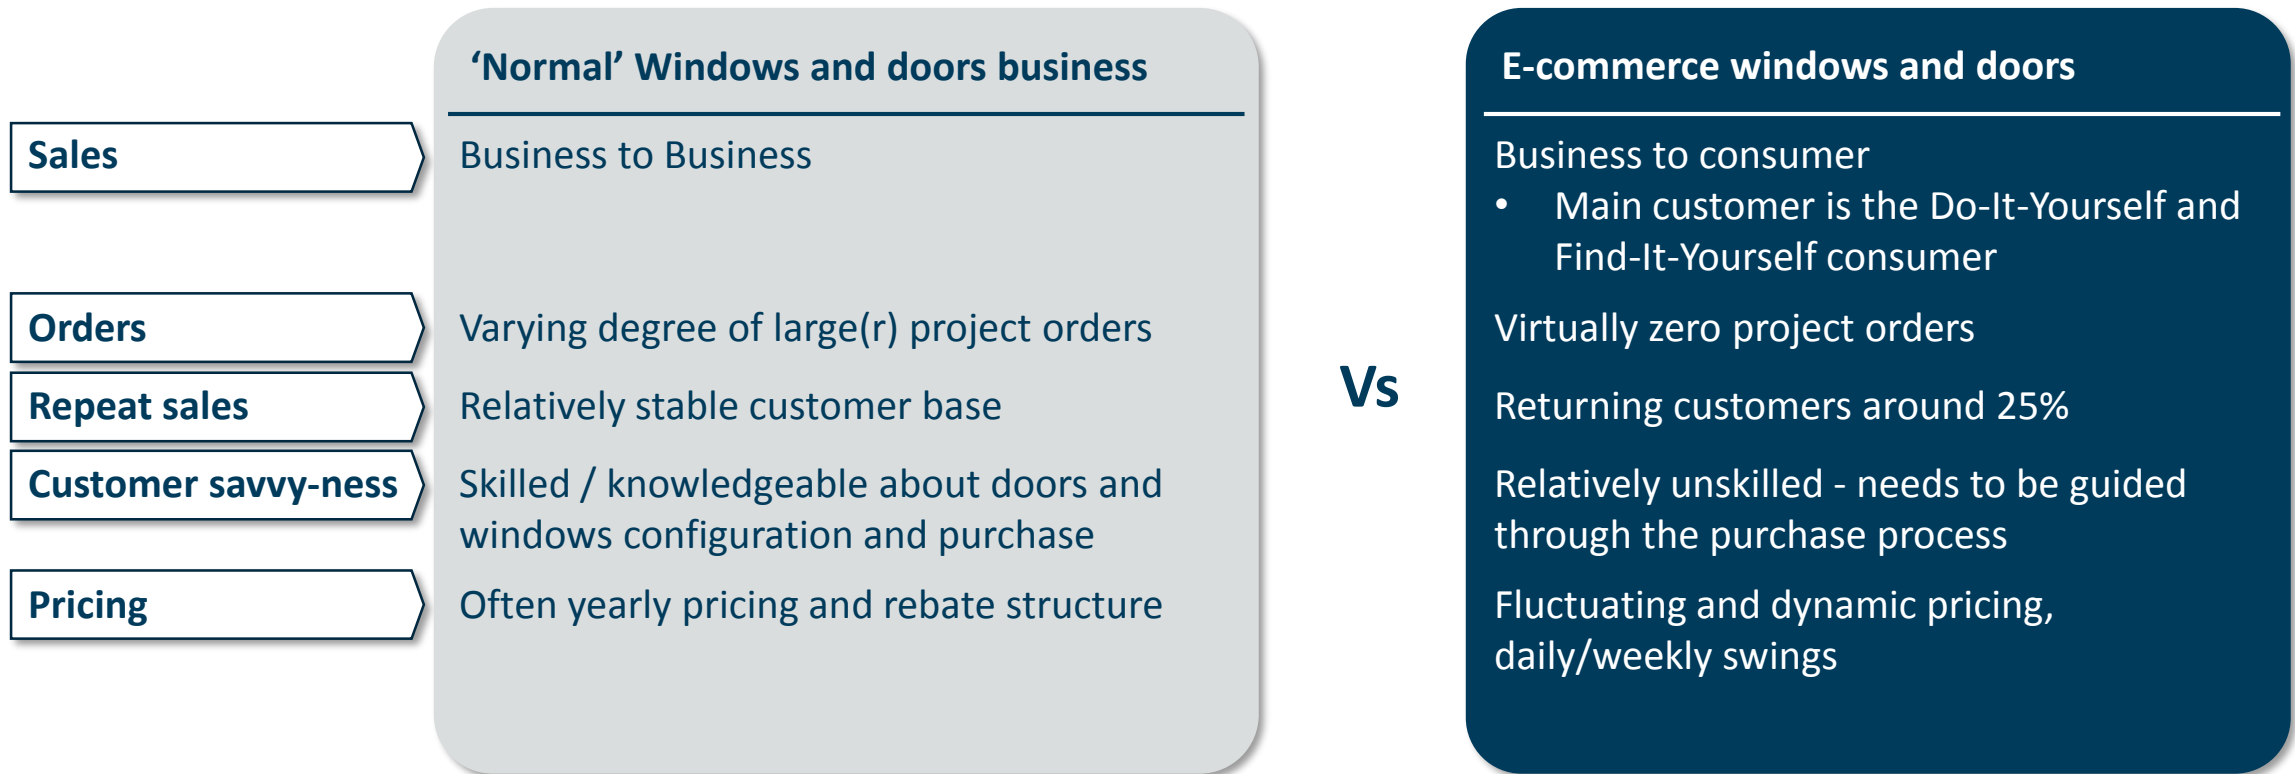 ‘Normal’ Windows and doors business
E-commerce windows and doors
Sales
Business to Business
Business to consumer
• Main customer is the Do-It-Yourself and
Find-It-Yourself consumer
Orders
Varying degree of large(r) project orders
Virtually zero project orders
Vs
Repeat sales
Relatively stable customer base
Returning customers around 25%
Customer savvy-ness
Skilled / knowledgeable about doors and
windows configuration and purchase
Relatively unskilled - needs to be guided
through the purchase process
Pricing
Often yearly pricing and rebate structure
Fluctuating and dynamic pricing,
daily/weekly swings